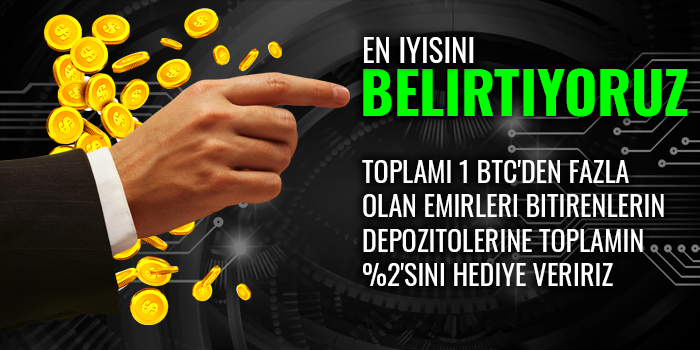 EN IYISINI
BELIRTIYORUZ
TOPLAMI 1 BTC'DEN FAZLA
OLAN EMIRLERI BITIRENLERIN
DEPOZITOLERINE TOPLAMIN
%2'SINI HEDIYE VERIRIZ